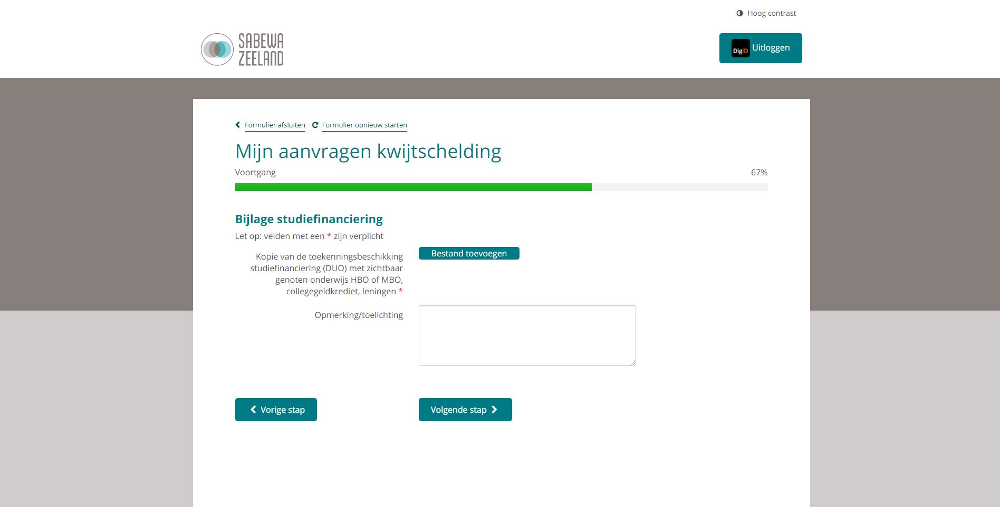 Hoog contrast
SABEWA
ZEELAND
DigiD Uitloggen
Formulier afsluiten Formulier opnieuw starten
Mijn aanvragen kwijtschelding
Voortgang 67%
Bijlage studiefinanciering
Let op: velden met een * zijn verplicht
Kopie van de toekenningsbeschikking
studiefinanciering (DUO) met zichtbaar
genoten onderwijs HBO of MBO,
collegegeldkrediet, leningen *
Bestand toevoegen
Opmerking/toelichting
Vorige stap Volgende stap